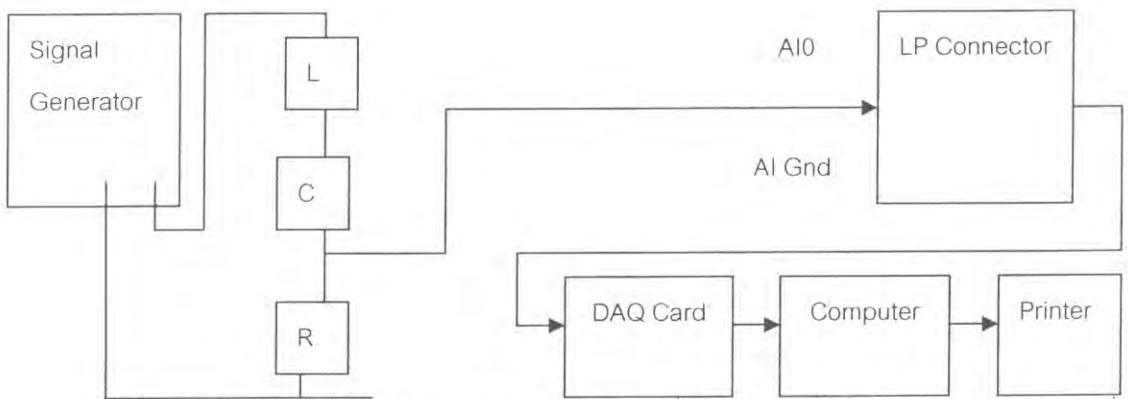 Signal
Generator
L
C
R
AI0
AI Gnd
LP Connector
DAQ Card
Computer
Printer